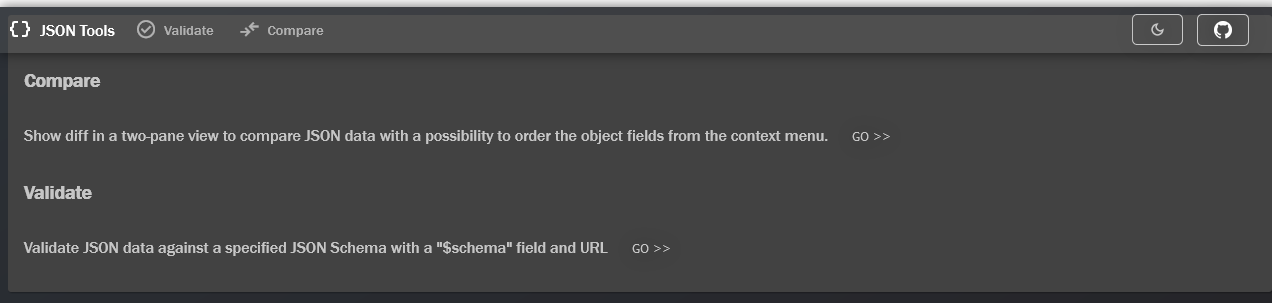 {} JSON Tools Validate Compare
Compare
Show diff in a two-pane view to compare JSON data with a possibility to order the object fields from the context menu. GO >>
Validate
Validate JSON data against a specified JSON Schema with a "$schema" field and URL GO >>